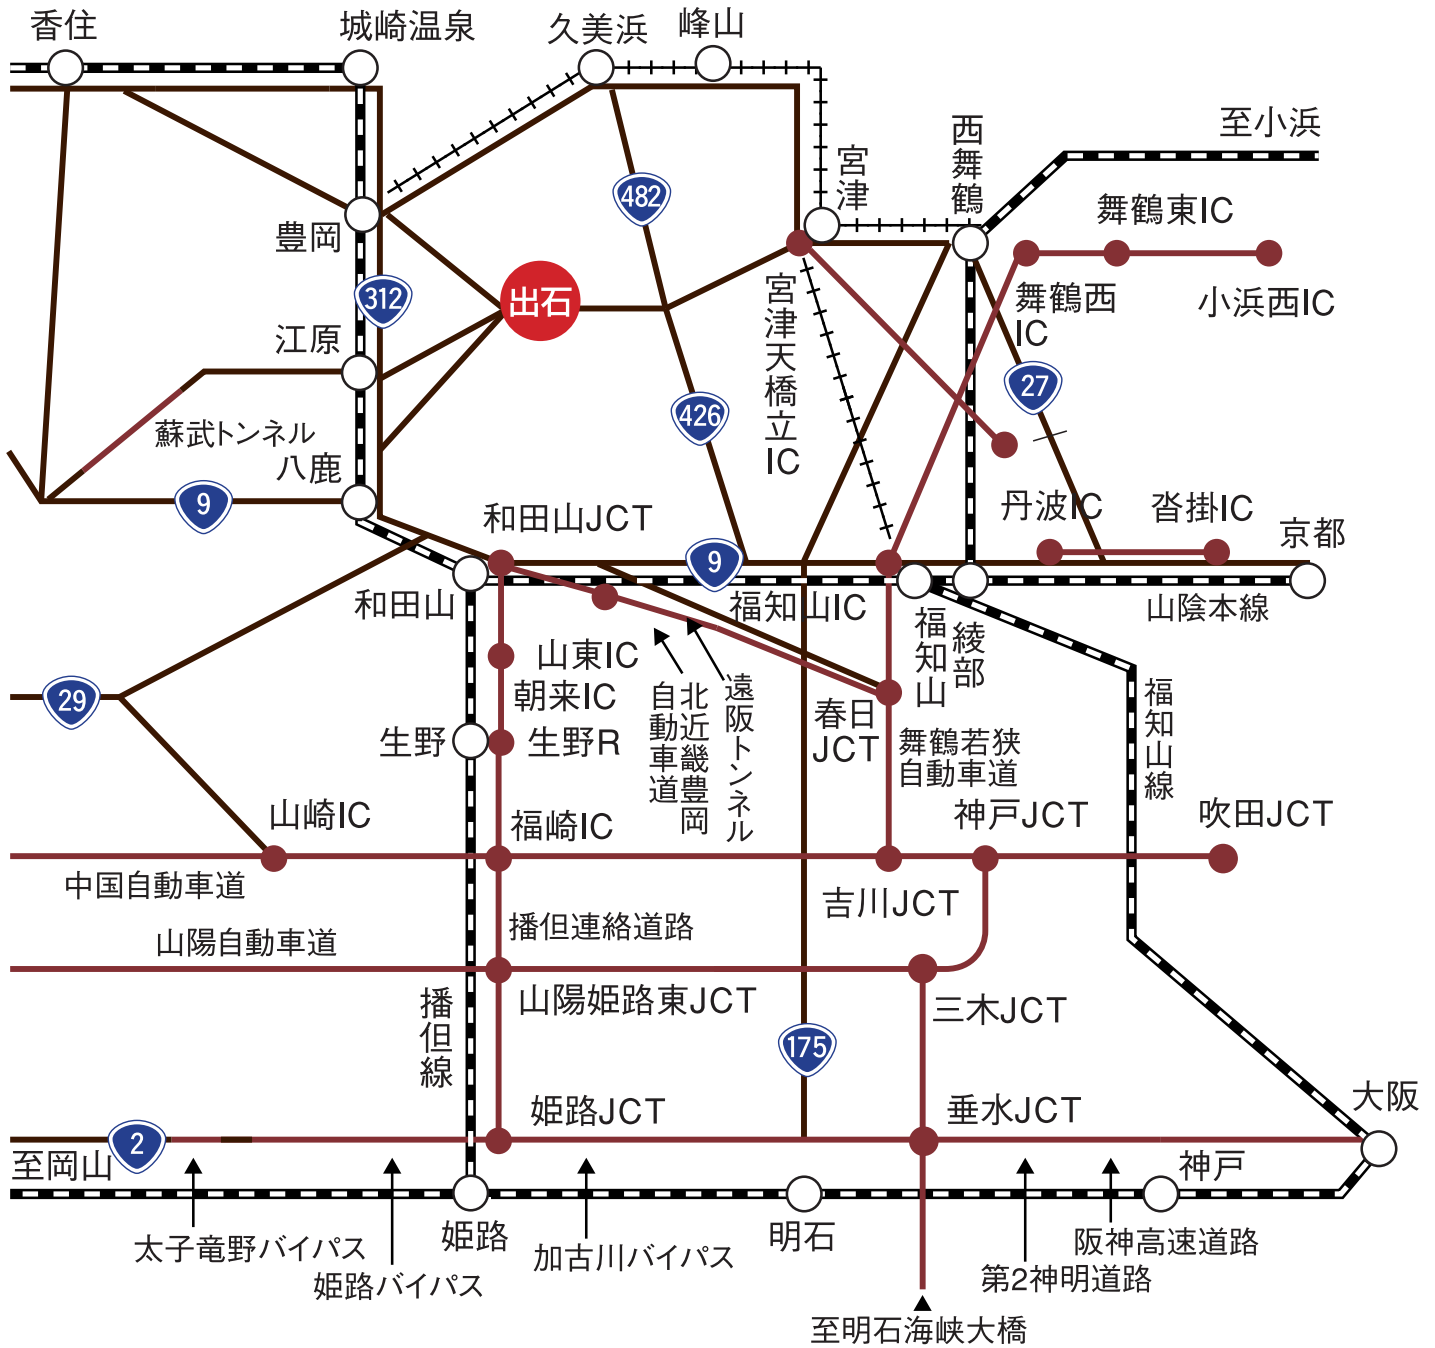 香住
城崎温泉
久美浜
峰山
至小浜
西舞鶴
宮津
舞鶴東IC
482
豊岡
312
出石
宮津天橋立IC
舞鶴西
IC
小浜西IC
江原
27
426
蘇武トンネル
八鹿
9
和田山JCT
丹波IC
沓掛IC
京都
9
和田山
福知山IC
福知山
綾部
山陰本線
山東IC
朝来IC
29
北近畿豊岡
自動車道
遠阪トンネル
春日
JCT
福知山線
生野
生野R
舞鶴若狭
自動車道
山崎IC
福崎IC
神戸JCT
吹田JCT
中国自動車道
吉川JCT
播但連絡道路
山陽自動車道
播但線
山陽姫路東JCT
三木JCT
175
姫路JCT
垂水JCT
大阪
2
至岡山
神戸
太子竜野バイパス
姫路バイパス
姫路
加古川バイパス
明石
阪神高速道路
第2神明道路
至明石海峡大橋